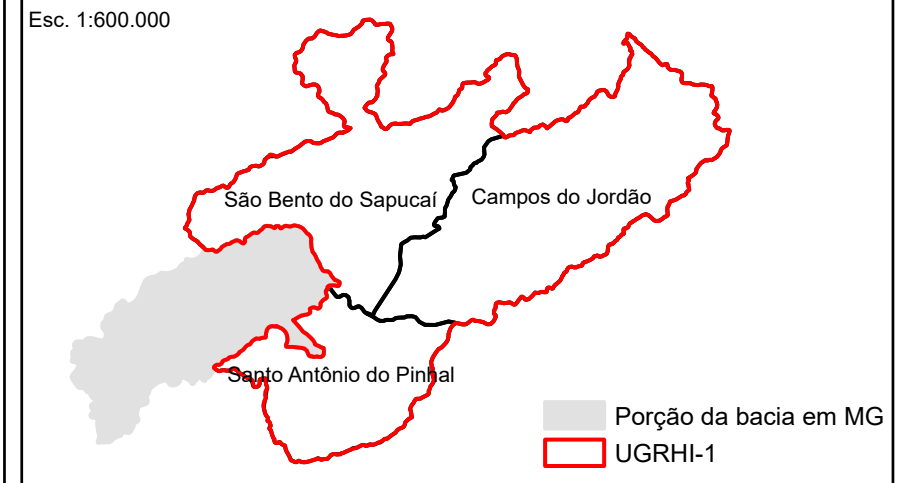 Esc. 1:600.000
São Bento do Sapucaí
Campos do Jordão
Santo Antônio do Pinhal
Porção da bacia em MG
UGRHI-1